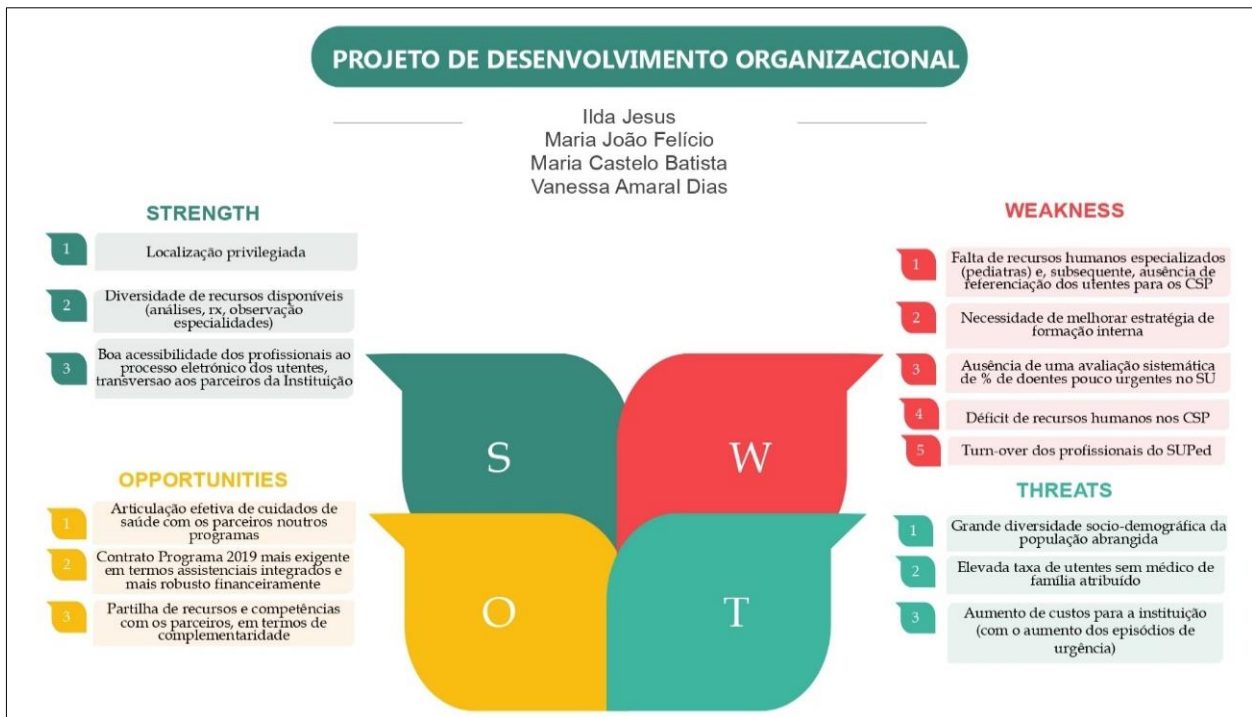 PROJETO DE DESENVOLVIMENTO ORGANIZACIONAL
Ilda Jesus
Maria João Felício
Maria Castelo Batista
Vanessa Amaral Dias
STRENGTH
1
Localização privilegiada
2
Diversidade de recursos disponíveis
(análises, rx, observação
especialidades)
3
Boa acessibilidade dos profissionais ao
processo eletrónico dos utentes,
transversao aos parceiros da Instituição
WEAKNESS
1
Falta de recursos humanos especializados
(pediatras) e, subsequente, ausência de
referenciação dos utentes para os CSP
2
Necessidade de melhorar estratégia de
formação interna
3
Ausência de uma avaliação sistemática
de % de doentes pouco urgentes no SU
4
Déficit de recursos humanos nos CSP
5
Turn-over dos profissionais do SUPed
S
W
O
T
OPPORTUNITIES
1
Articulação efetiva de cuidados de
saúde com os parceiros noutros
programas
2
Contrato Programa 2019 mais exigente
em termos assistenciais integrados e
mais robusto financeiramente
3
Partilha de recursos e competências
com os parceiros, em termos de
complementaridade
THREATS
1
Grande diversidade socio-demográfica da
população abrangida
2
Elevada taxa de utentes sem médico de
família atribuído
3
Aumento de custos para a instituição
(com o aumento dos episódios de
urgência)